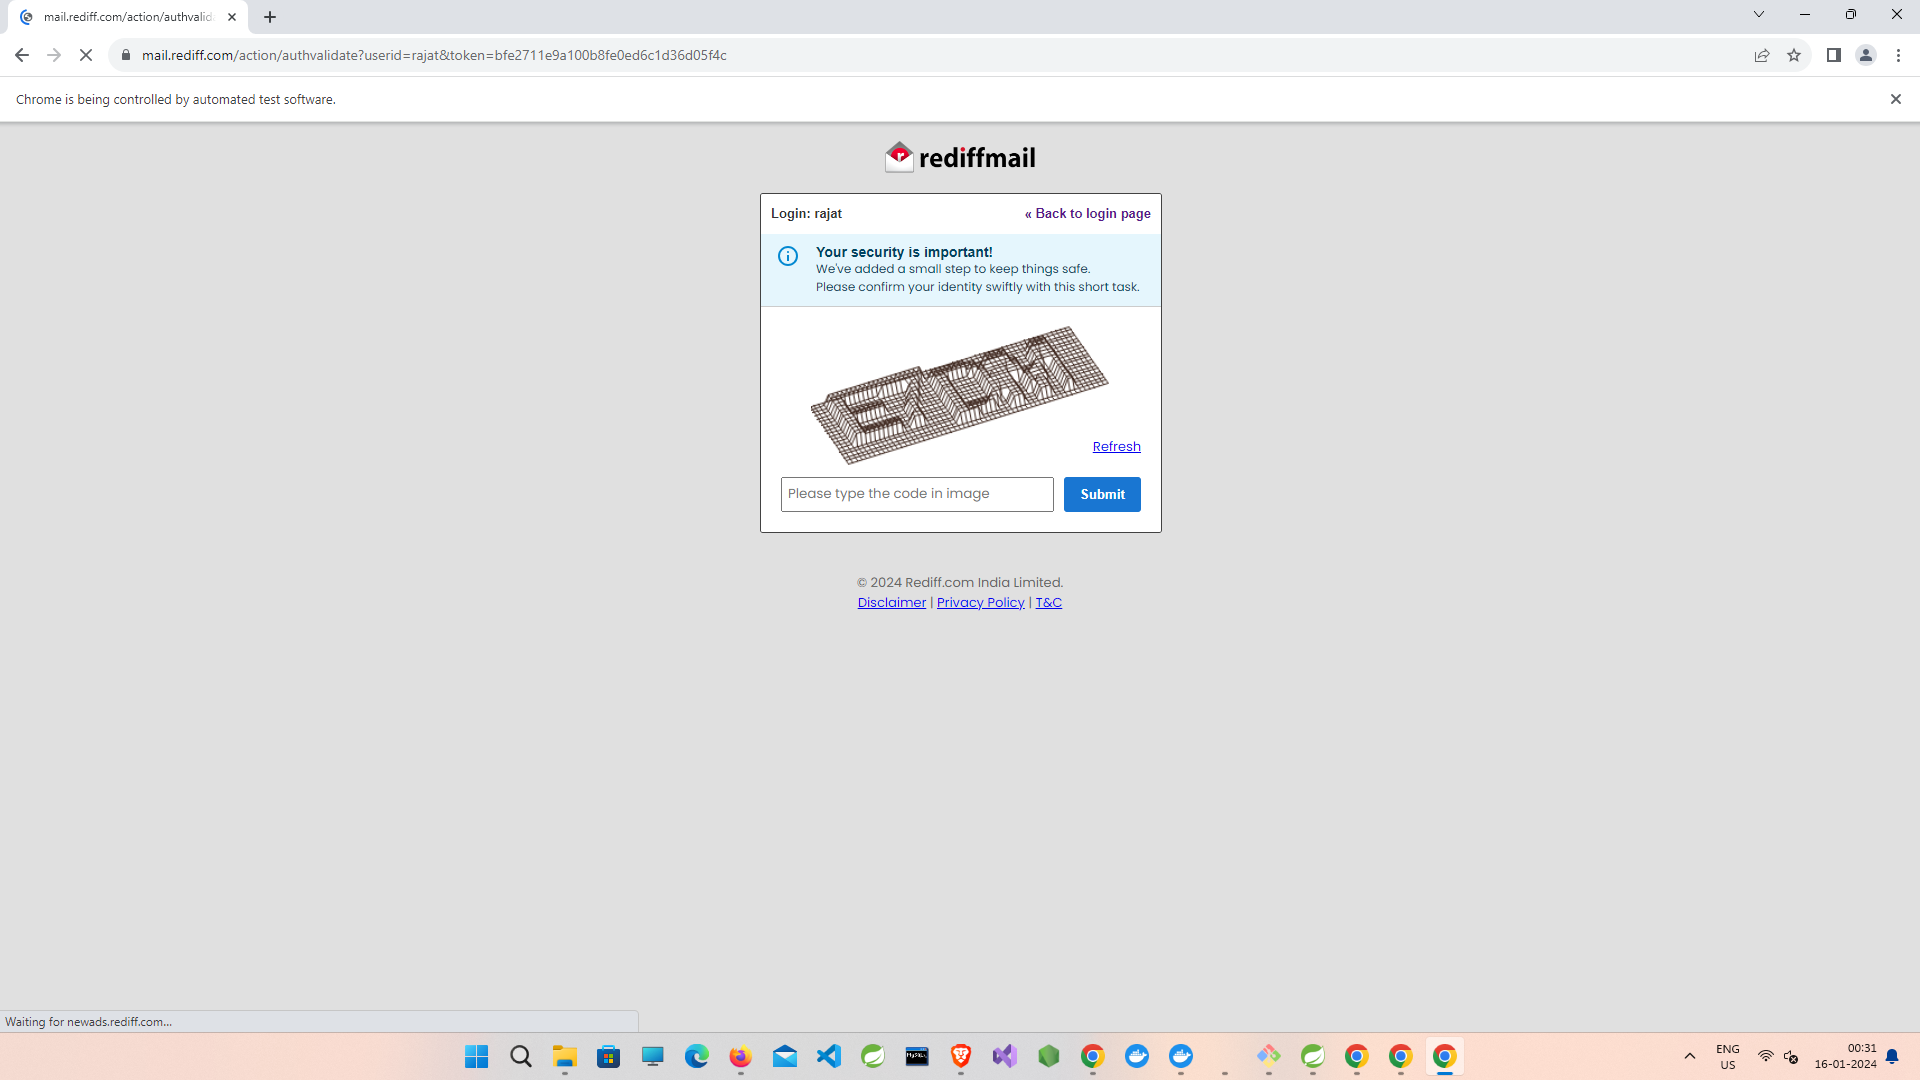 mail.rediff.com/action/authvalid
mail.rediff.com/action/authvalidate?userid=rajat&token=bfe2711e9a100b8fe0ed6c1d36d05f4c
Chrome is being controlled by automated test software.
rediffmail
Login: rajat
« Back to login page
Your security is important!
We've added a small step to keep things safe.
Please confirm your identity swiftly with this short task.
Refresh
Please type the code in image
Submit
© 2024 Rediff.com India Limited.
Disclaimer | Privacy Policy | T&C
Waiting for newads.rediff.com...
ENG
US
00:31
16-01-2024